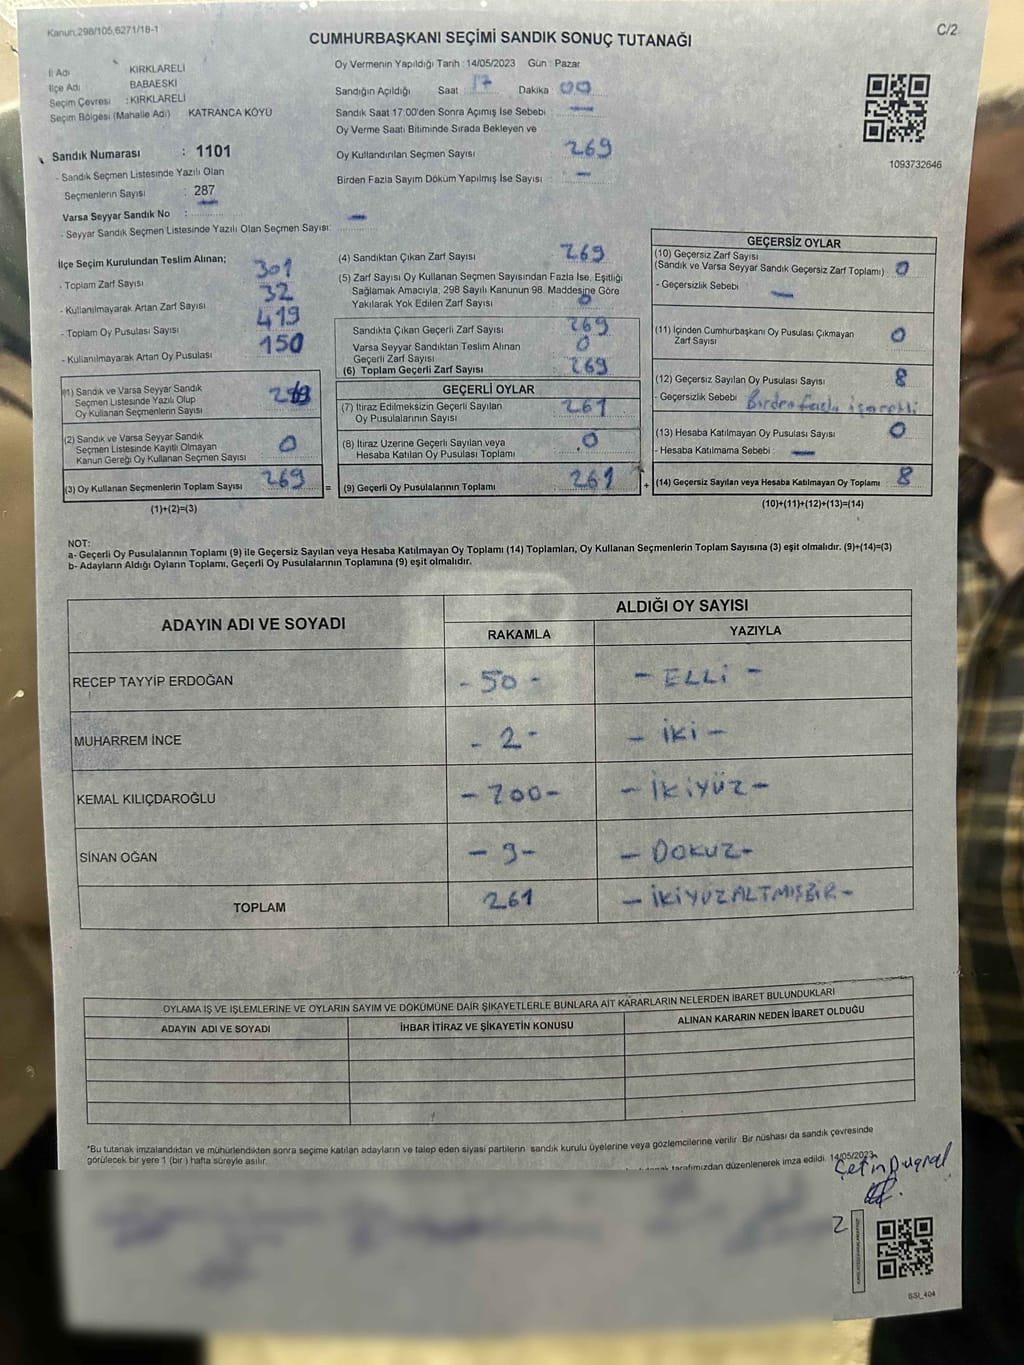 Kanun,298/105,6271/18-1
C/2
CUMHURBAŞKANI SEÇİMİ SANDIK SONUÇ TUTANAĞI
İl Adı KIRKLARELİ
İlçe Adı BABAESKİ
Seçim Çevresi : KIRKLARELİ
Seçim Bölgesi (Mahalle Adı) KATRANCA KÖYÜ
Sandık Numarası : 1101
- Sandık Seçmen Listesinde Yazılı Olan
Seçmenlerin Sayısı : 287
Varsa Seyyar Sandık No : —
- Seyyar Sandık Seçmen Listesinde Yazılı Olan Seçmen Sayısı:
Oy Vermenin Yapıldığı Tarih : 14/05/2023 Gün : Pazar
Sandığın Açıldığı Saat 17 Dakika 00
Sandık Saat 17.00'den Sonra Açımış İse Sebebi —
Oy Verme Saati Bitiminde Sırada Bekleyen ve
Oy Kullandırılan Seçmen Sayısı 269
Birden Fazla Sayım Döküm Yapılmış İse Sayısı —
1093732646
İlçe Seçim Kurulundan Teslim Alınan;
- Toplam Zarf Sayısı 301
- Kullanılmayarak Artan Zarf Sayısı 32
- Toplam Oy Pusulası Sayısı 419
- Kullanılmayarak Artan Oy Pusulası 150
(1) Sandık ve Varsa Seyyar Sandık
Seçmen Listesinde Yazılı Olup
Oy Kullanan Seçmenlerin Sayısı
(2) Sandık ve Varsa Seyyar Sandık
Seçmen Listesinde Kayıtlı Olmayan
Kanun Gereği Oy Kullanan Seçmen Sayısı 0
(3) Oy Kullanan Seçmenlerin Toplam Sayısı 269
(1)+(2)=(3)
(4) Sandıktan Çıkan Zarf Sayısı 269
(5) Zarf Sayısı Oy Kullanan Seçmen Sayısından Fazla İse, Eşitliği
Sağlamak Amacıyla, 298 Sayılı Kanunun 98. Maddesine Göre
Yakılarak Yok Edilen Zarf Sayısı 0
Sandıkta Çıkan Geçerli Zarf Sayısı 269
Varsa Seyyar Sandıktan Teslim Alınan
Geçerli Zarf Sayısı 0
(6) Toplam Geçerli Zarf Sayısı 269
GEÇERLİ OYLAR
(7) İtiraz Edilmeksizin Geçerli Sayılan
Oy Pusulalarının Sayısı 261
(8) İtiraz Üzerine Geçerli Sayılan veya
Hesaba Katılan Oy Pusulası Toplamı 0
= (9) Geçerli Oy Pusulalarının Toplamı 261
GEÇERSİZ OYLAR
(10) Geçersiz Zarf Sayısı
(Sandık ve Varsa Seyyar Sandık Geçersiz Zarf Toplamı) : 0
- Geçersizlik Sebebi —
(11) İçinden Cumhurbaşkanı Oy Pusulası Çıkmayan
Zarf Sayısı 0
(12) Geçersiz Sayılan Oy Pusulası Sayısı 8
- Geçersizlik Sebebi Birden fazla işaretli
(13) Hesaba Katılmayan Oy Pusulası Sayısı 0
- Hesaba Katılmama Sebebi : —
+ (14) Geçersiz Sayılan veya Hesaba Katılmayan Oy Toplamı 8
(10)+(11)+(12)+(13)=(14)
NOT:
a- Geçerli Oy Pusulalarının Toplamı (9) ile Geçersiz Sayılan veya Hesaba Katılmayan Oy Toplamı (14) Toplamları, Oy Kullanan Seçmenlerin Toplam Sayısına (3) eşit olmalıdır. (9)+(14)=(3)
b- Adayların Aldığı Oyların Toplamı, Geçerli Oy Pusulalarının Toplamına (9) eşit olmalıdır.
ADAYIN ADI VE SOYADI
ALDIĞI OY SAYISI
RAKAMLA YAZIYLA
RECEP TAYYİP ERDOĞAN - 50 - - ELLİ -
MUHARREM İNCE - 2 - - İKİ -
KEMAL KILIÇDAROĞLU - 200 - - İKİYÜZ -
SİNAN OĞAN - 9 - - DOKUZ -
TOPLAM 261 - İKİYÜZALTMIŞBİR -
OYLAMA İŞ VE İŞLEMLERİNE VE OYLARIN SAYIM VE DÖKÜMÜNE DAİR ŞİKAYETLERLE BUNLARA AİT KARARLARIN NELERDEN İBARET BULUNDUKLARI
ADAYIN ADI VE SOYADI İHBAR İTİRAZ VE ŞİKAYETİN KONUSU ALINAN KARARIN NEDEN İBARET OLDUĞU
*Bu tutanak imzalandıktan ve mühürlendikten sonra seçime katılan adayların ve talep eden siyasi partilerin sandık kurulu üyelerine veya gözlemcilerine verilir. Bir nüshası da sandık çevresinde
görülecek bir yere 1 (bir ) hafta süreyle asılır.
tarafımızdan düzenlenerek imza edildi. 14/05/2023
Çetin
2
SSI_404